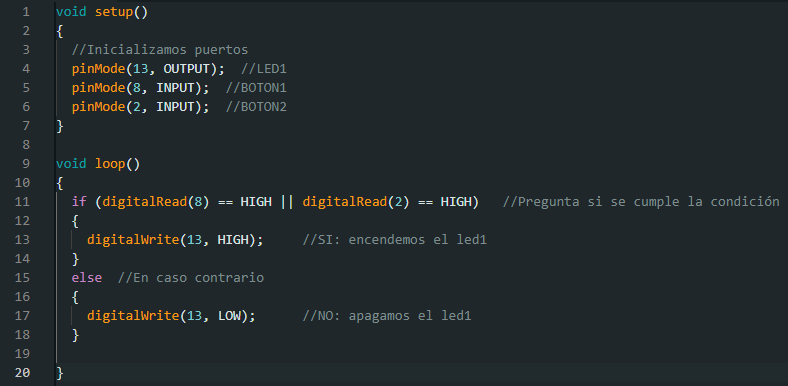 1 void setup()
2 {
3 //Inicializamos puertos
4 pinMode(13, OUTPUT); //LED1
5 pinMode(8, INPUT); //BOTON1
6 pinMode(2, INPUT); //BOTON2
7 }
8
9 void loop()
10 {
11 if (digitalRead(8) == HIGH || digitalRead(2) == HIGH) //Pregunta si se cumple la condición
12 {
13 digitalWrite(13, HIGH); //SI: encendemos el led1
14 }
15 else //En caso contrario
16 {
17 digitalWrite(13, LOW); //NO: apagamos el led1
18 }
19
20 }